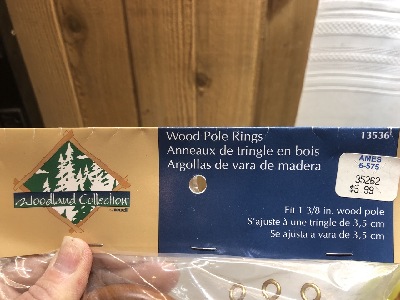 Wood Pole Rings
13536
Anneaux de tringle en bois
Argollas de vara de madera
AMES
6-575
35262
Woodland Collection
Fit 1 3/8 in. wood pole
S'ajuste à une tringle de 3,5 cm
Se ajusta a vara de 3,5 cm